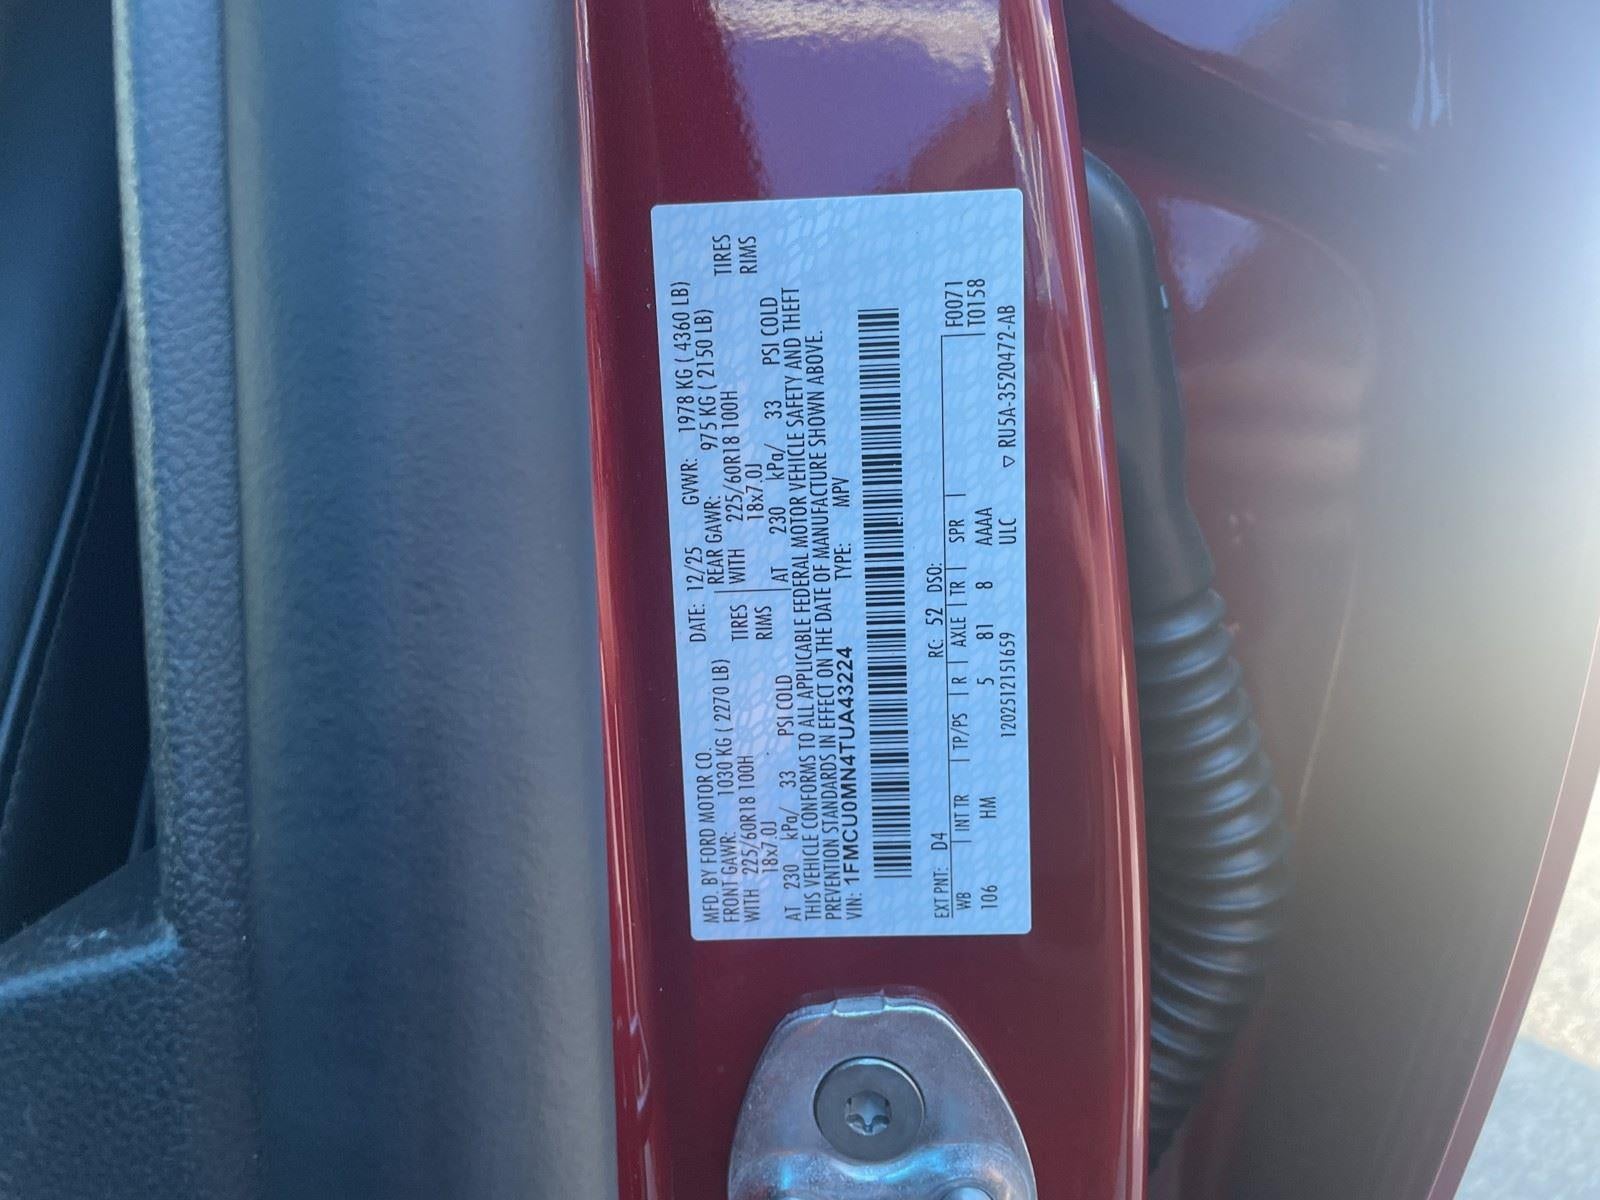 MFD. BY FORD MOTOR CO. DATE: 12/25 GVWR: 1978 KG ( 4360 LB)
FRONT GAWR: 1030 KG ( 2270 LB) REAR GAWR: 975 KG ( 2150 LB)
WITH 225/60R18 100H TIRES WITH 225/60R18 100H TIRES
18x7.0J RIMS 18x7.0J RIMS
AT 230 kPa/ 33 PSI COLD AT 230 kPa/ 33 PSI COLD
THIS VEHICLE CONFORMS TO ALL APPLICABLE FEDERAL MOTOR VEHICLE SAFETY AND THEFT
PREVENTION STANDARDS IN EFFECT ON THE DATE OF MANUFACTURE SHOWN ABOVE.
VIN: 1FMCU0MN4TUA43224 TYPE: MPV
EXT PNT: D4 RC: 52 DSO:
WB | INT TR | TP/PS | R | AXLE | TR | SPR | | F0071
106 HM 5 81 8 AAAA T0158
120251215​1659 ULC ▽ RU5A-3520472-AB